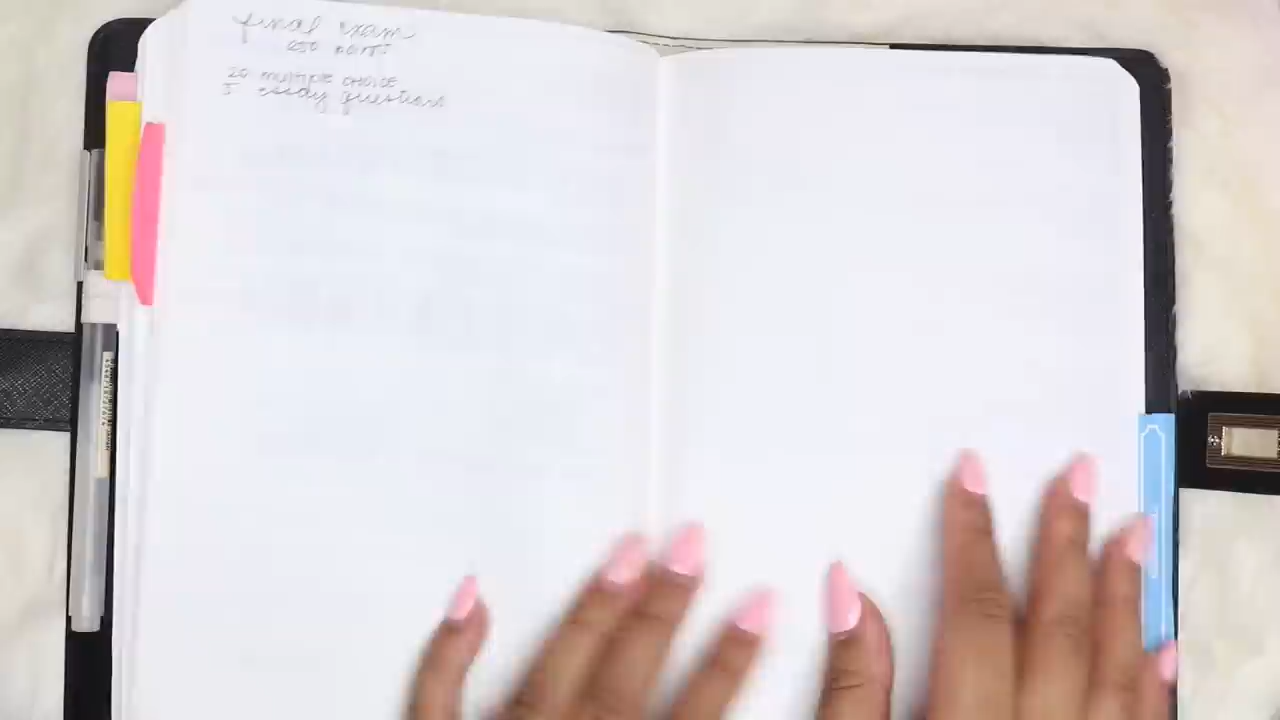 final exam
250 points
20 multiple choice
5 essay questions